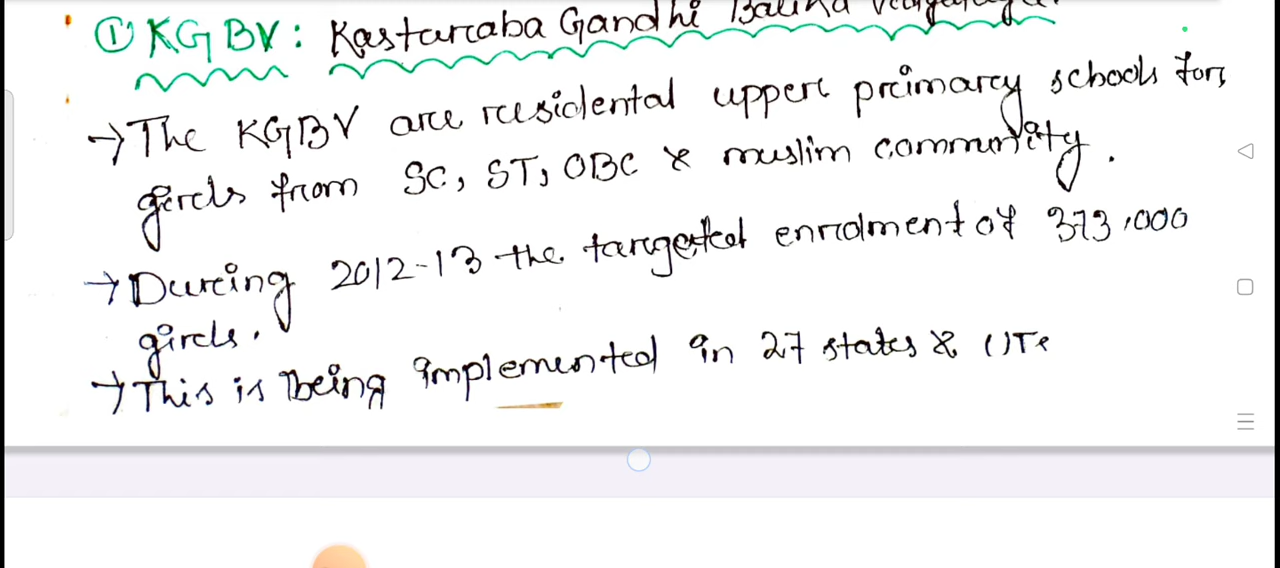 ① KGBV: Kasturaba Gandhi Balika
→ The KGBV are residental upper primary schools for
girls from SC, ST, OBC & muslim community.
→ During 2012-13 the targeted enrolment of 373,000
girls.
→ This is being implemented in 27 states & UTs